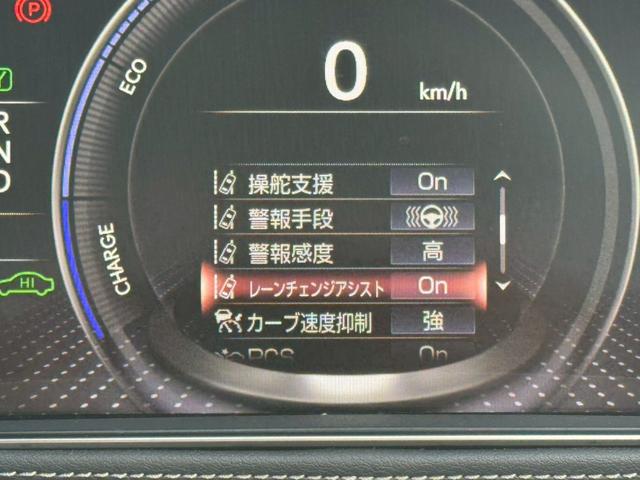 P
ECO
0
km/h
R
N
D
操舵支援 On
警報手段
警報感度 高
レーンチェンジアシスト On
カーブ速度抑制 強
PCS On
CHARGE
HI